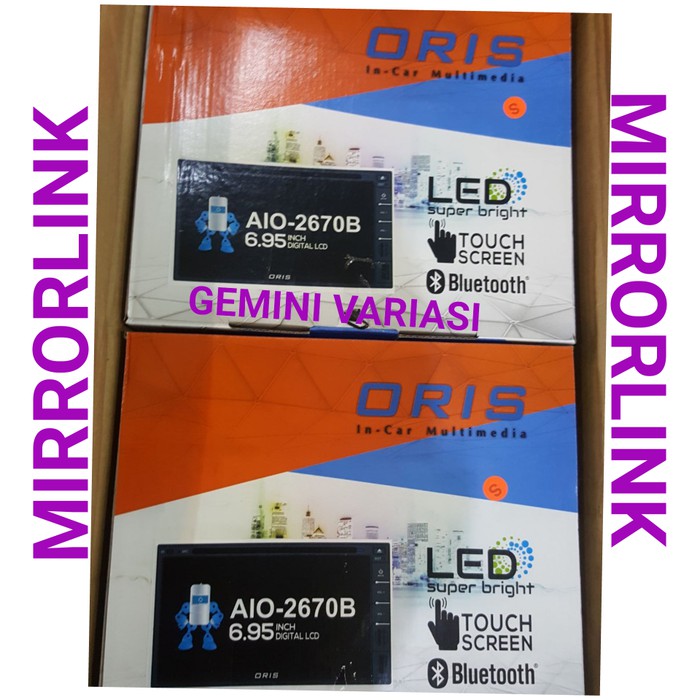 MIRRORLINK
ORIS
In-Car Multimedia
S
LED
super bright
AIO-2670B
6.95 INCH
DIGITAL LCD
TOUCH
SCREEN
ORIS
Bluetooth®
GEMINI VARIASI
ORIS
In-Car Multimedia
S
LED
super bright
AIO-2670B
6.95 INCH
DIGITAL LCD
TOUCH
SCREEN
ORIS
Bluetooth®
MIRRORLINK